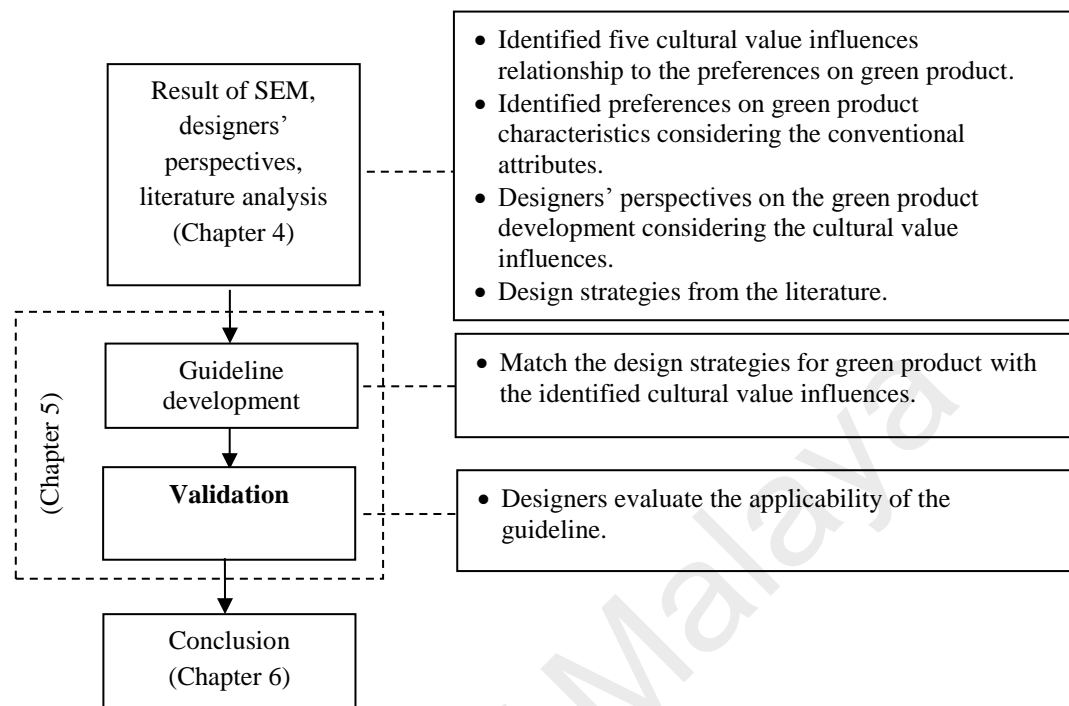 Result of SEM,
designers’
perspectives,
literature analysis
(Chapter 4)
• Identified five cultural value influences
relationship to the preferences on green product.
• Identified preferences on green product
characteristics considering the conventional
attributes.
• Designers’ perspectives on the green product
development considering the cultural value
influences.
• Design strategies from the literature.
(Chapter 5)
Guideline
development
• Match the design strategies for green product with
the identified cultural value influences.
Validation
• Designers evaluate the applicability of the
guideline.
Conclusion
(Chapter 6)
Malaya